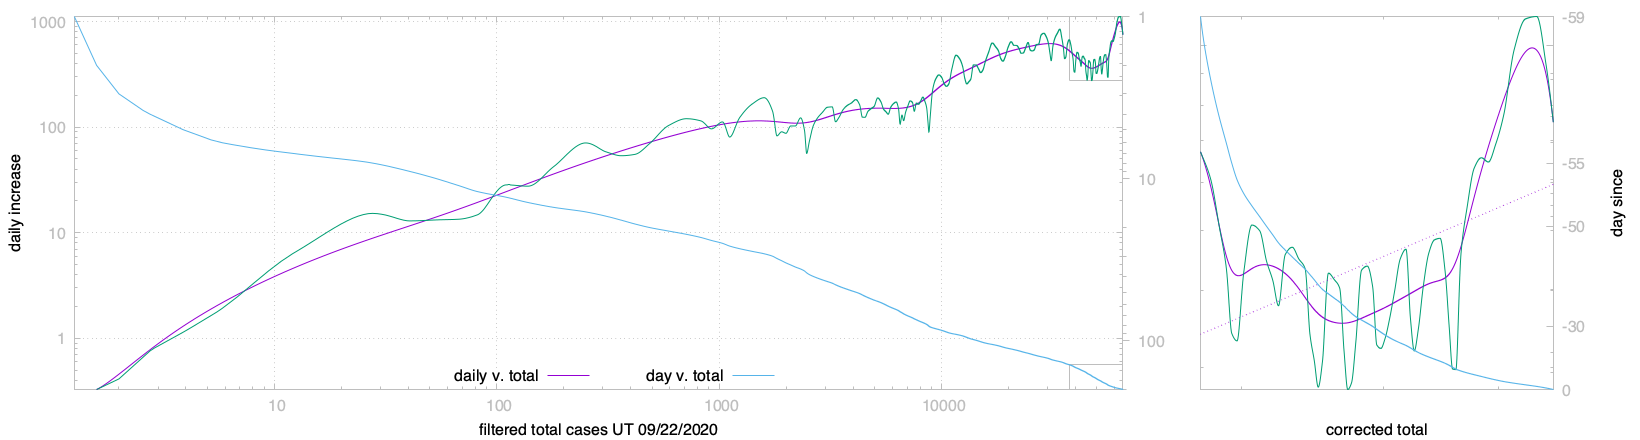 1000
100
10
1
daily increase
10
100
1000
10000
filtered total cases UT 09/22/2020
daily v. total
day v. total
1
10
100
-59
-55
-50
-30
0
day since
corrected total